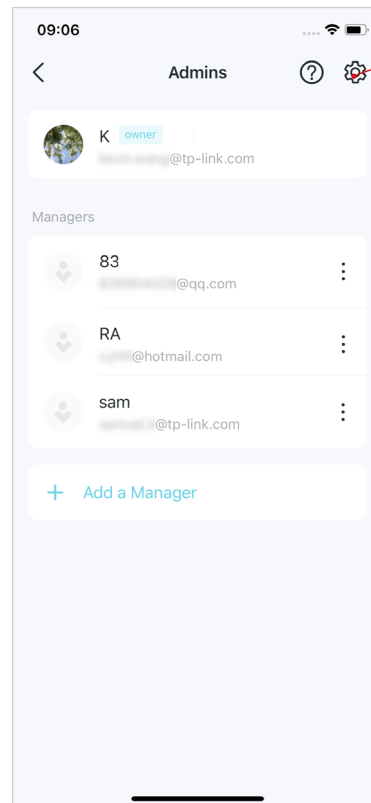 09:06
Admins
K owner
@tp-link.com
Managers
83
@qq.com
RA
@hotmail.com
sam
@tp-link.com
+ Add a Manager